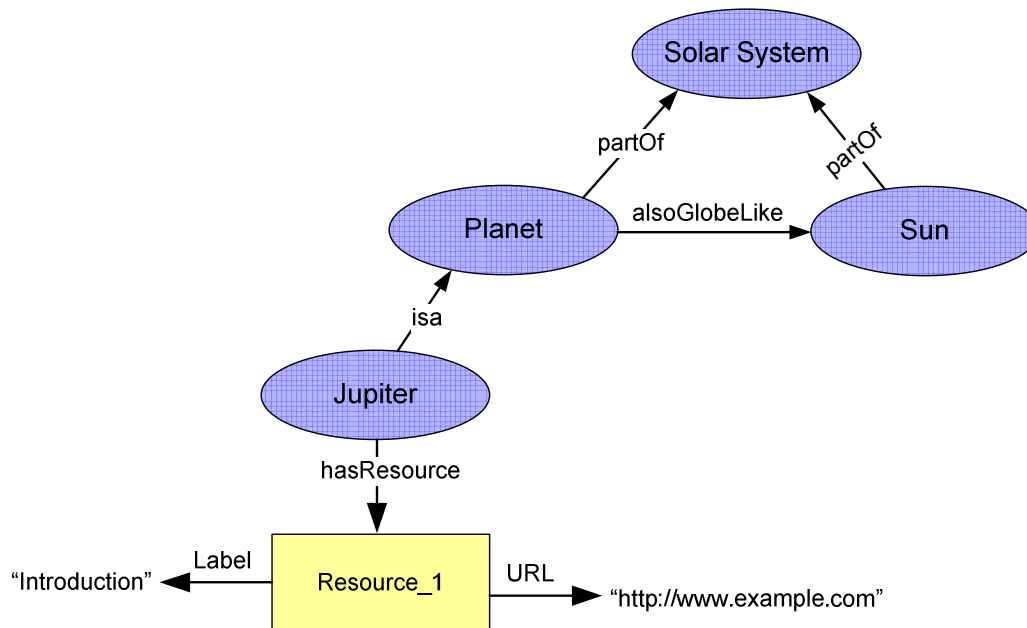 Solar System
partOf
partOf
Planet
alsoGlobeLike
Sun
isa
Jupiter
hasResource
Label
“Introduction”
Resource_1
URL
“http://www.example.com”